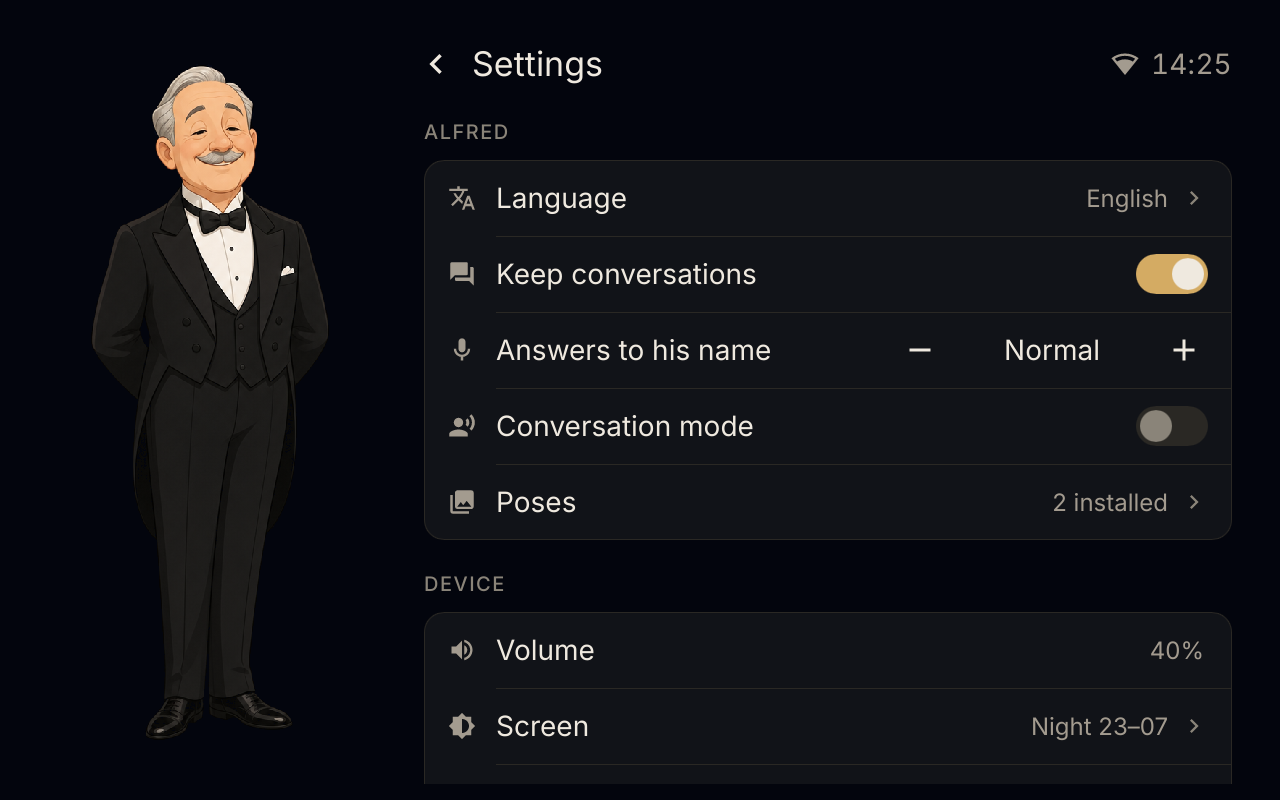 Settings
14:25
ALFRED
Language English
Keep conversations
Answers to his name − Normal +
Conversation mode
Poses 2 installed
DEVICE
Volume 40%
Screen Night 23–07